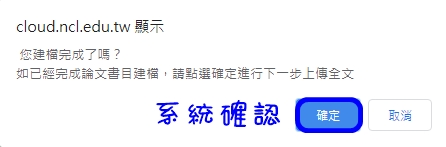 cloud.ncl.edu.tw 顯示
您建檔完成了嗎？
如已經完成論文書目建檔，請點選確定進行下一步上傳全文
系統確認 確定 取消